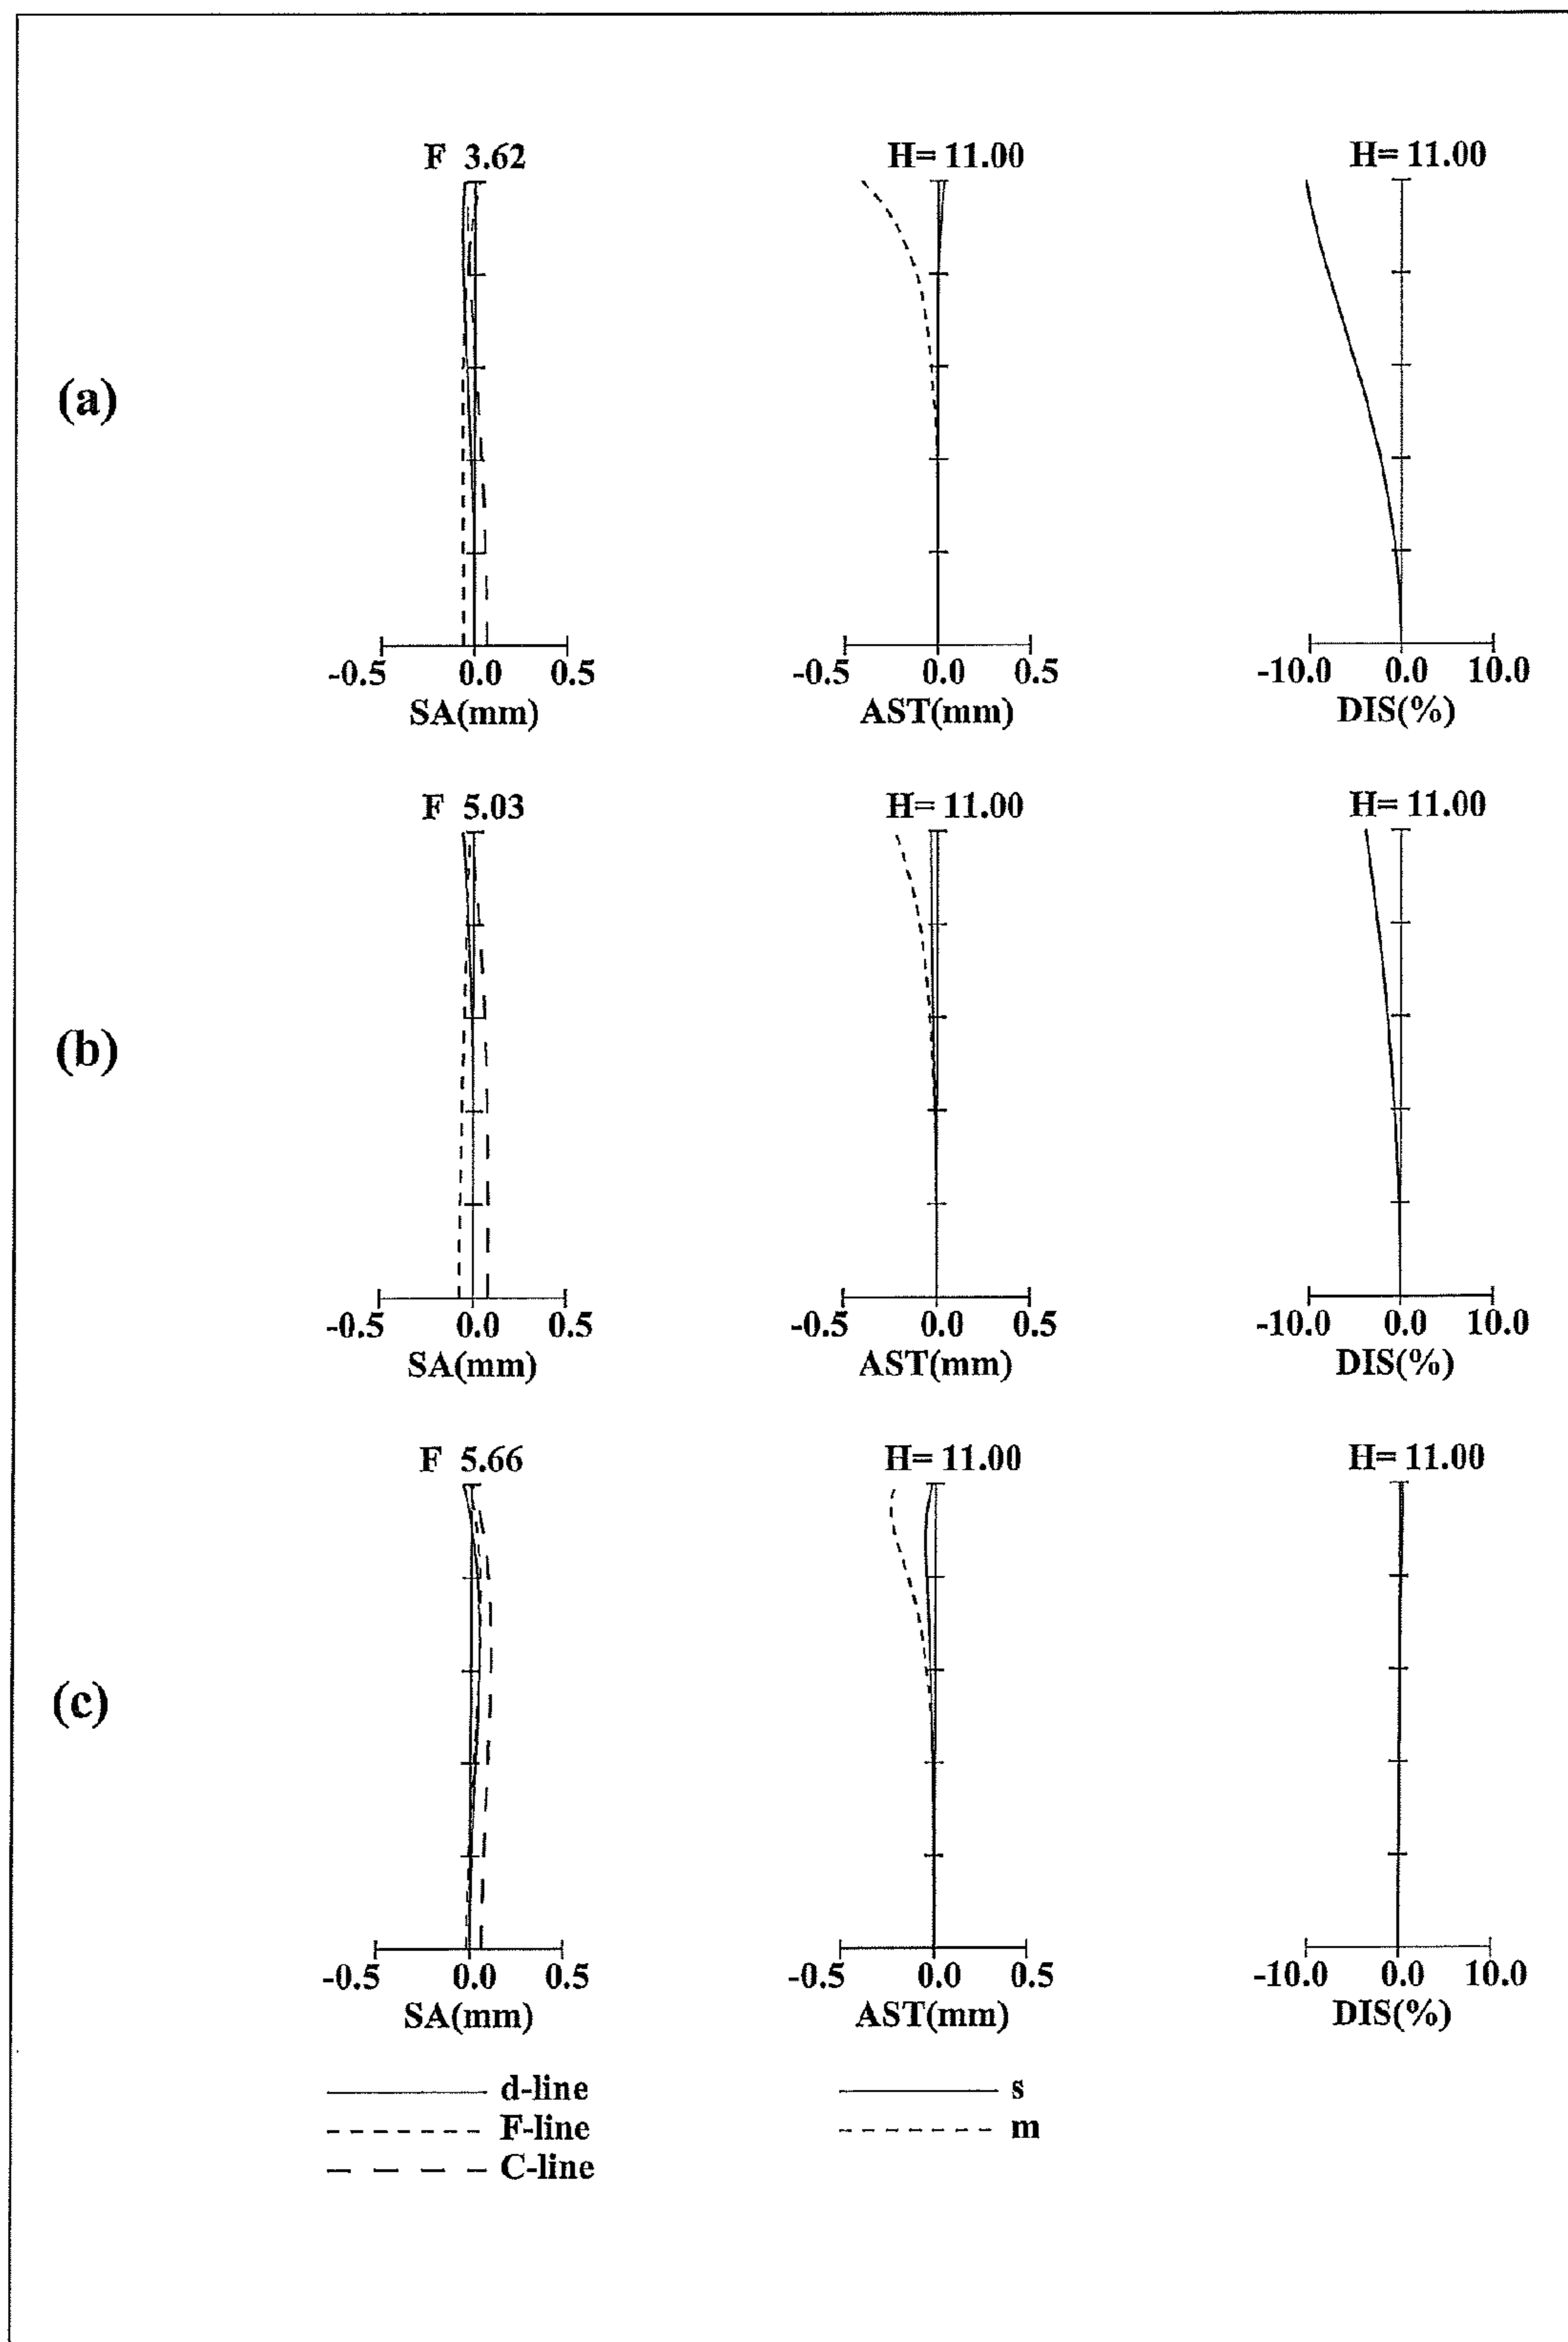 F 3.62
H= 11.00
H= 11.00
(a)
-0.5 0.0 0.5
SA(mm)
-0.5 0.0 0.5
AST(mm)
-10.0 0.0 10.0
DIS(%)
F 5.03
H= 11.00
H= 11.00
(b)
-0.5 0.0 0.5
SA(mm)
-0.5 0.0 0.5
AST(mm)
-10.0 0.0 10.0
DIS(%)
F 5.66
H= 11.00
H= 11.00
(c)
-0.5 0.0 0.5
SA(mm)
-0.5 0.0 0.5
AST(mm)
-10.0 0.0 10.0
DIS(%)
d-line
F-line
C-line
s
m